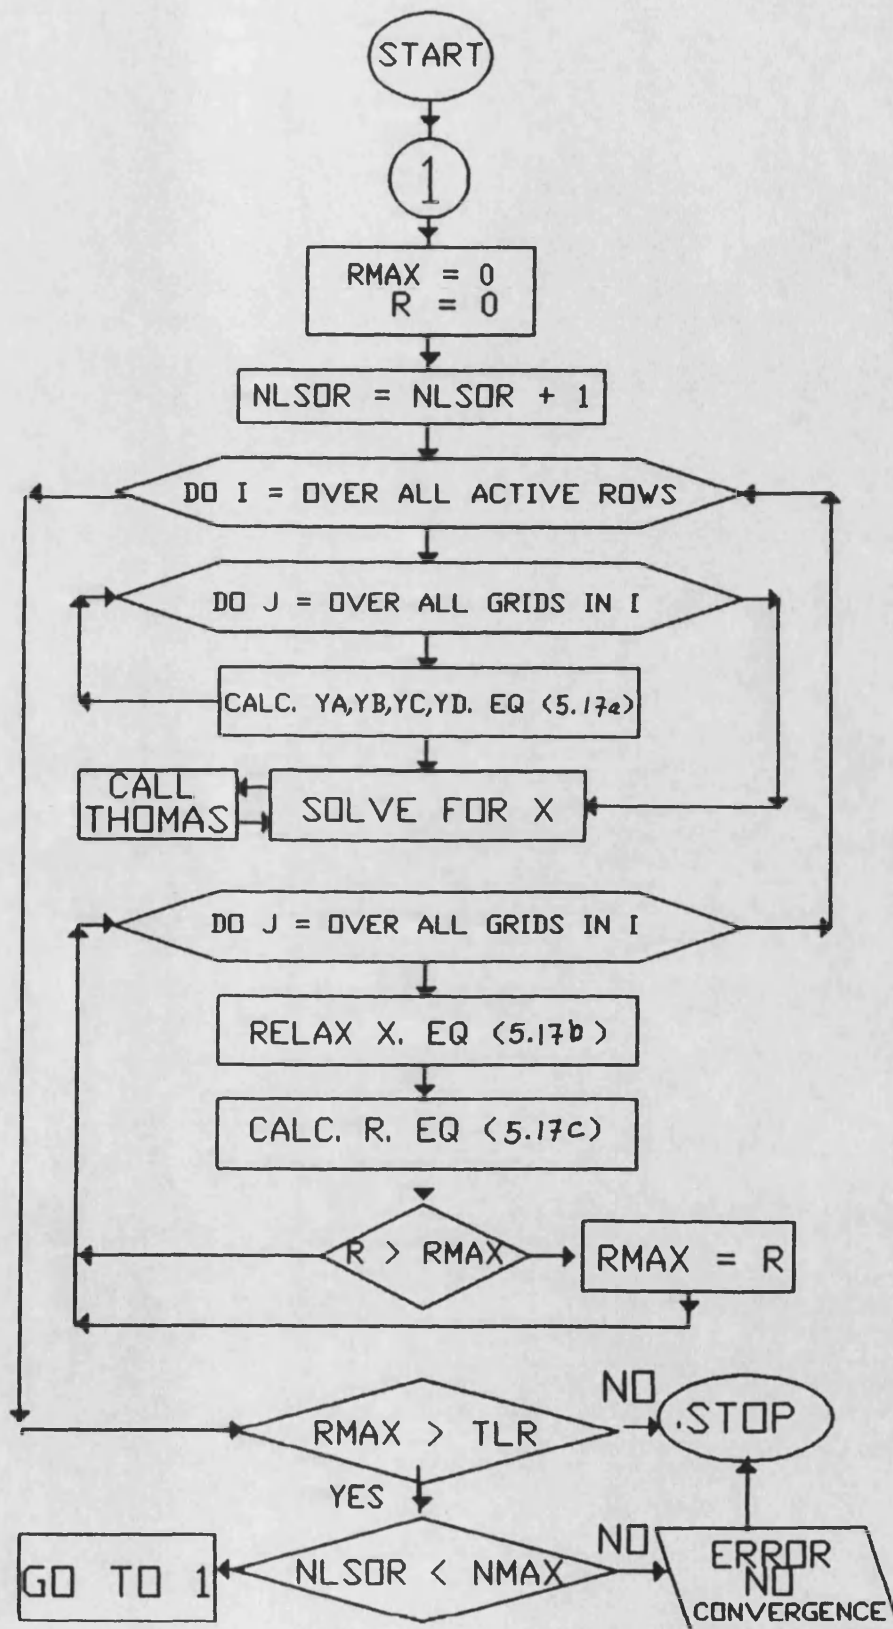 START
1
RMAX = 0
R = 0
NLSOR = NLSOR + 1
DO I = OVER ALL ACTIVE ROWS
DO J = OVER ALL GRIDS IN I
CALC. YA,YB,YC,YD. EQ (5.17a)
CALL
THOMAS
SOLVE FOR X
DO J = OVER ALL GRIDS IN I
RELAX X. EQ (5.17b)
CALC. R. EQ (5.17c)
R > RMAX
RMAX = R
RMAX > TLR
NO
.STOP
YES
NLSOR < NMAX
NO
GO TO 1
ERROR
NO
CONVERGENCE